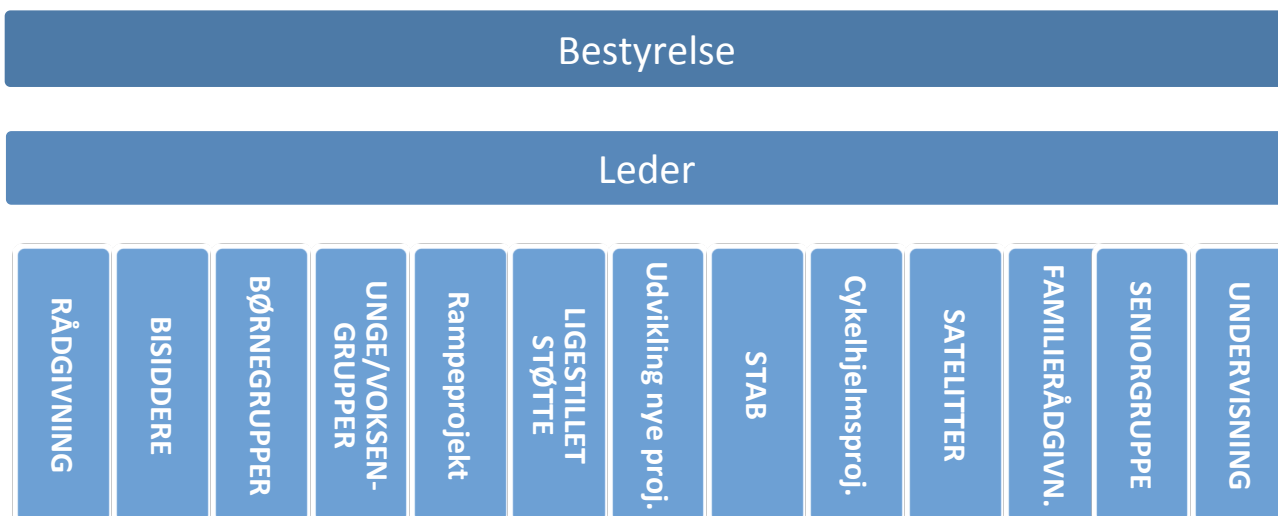 Bestyrelse
Leder
RÅDGIVNING
BISIDDERE
BØRNEGRUPPER
UNGE/VOKSEN-
GRUPPER
Rampeprojekt
LIGESTILLET
STØTTE
Udvikling nye proj.
STAB
Cykelhjelmsproj.
SATELITTER
FAMILIERÅDGIVN.
SENIORGRUPPE
UNDERVISNING